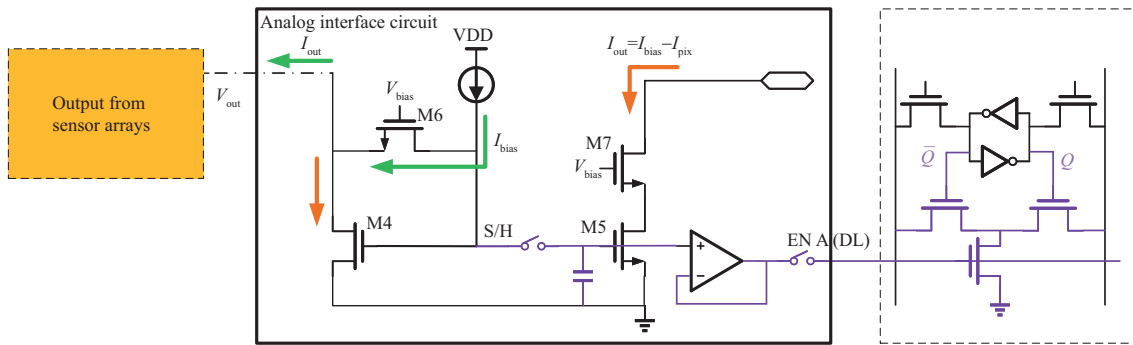 Analog interface circuit
I_out
VDD
I_out=I_bias−I_pix
V_out
Output from
sensor arrays
V_bias
M6
I_bias
M7
V_bias
Q̅
Q
M4
S/H
M5
+
−
EN A (DL)